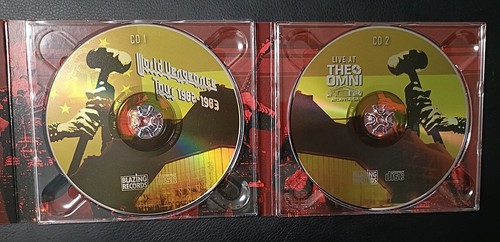 CD 1
World Vengeance
Tour 1982-1983
BLAZING
RECORDS
CD 2
LIVE AT
THE
OMNI